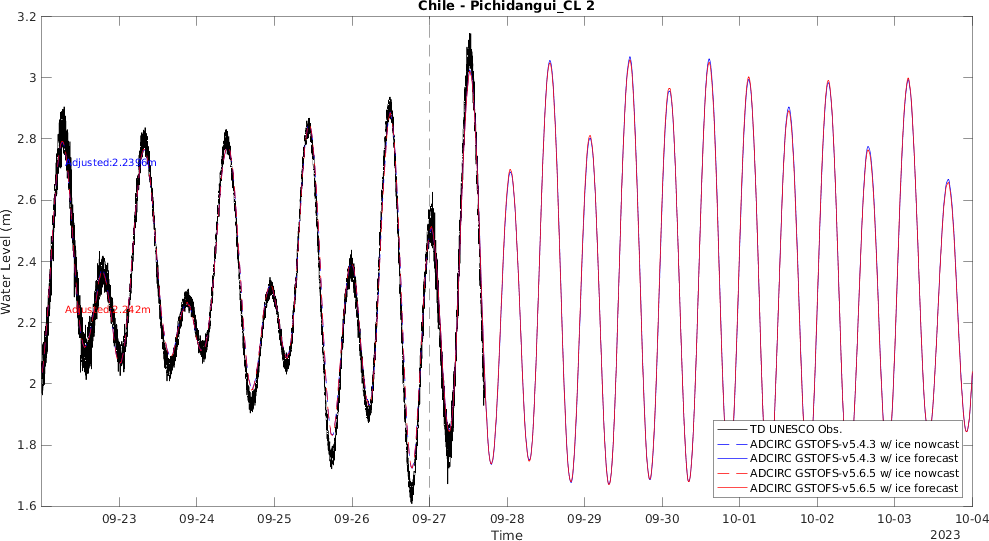 Chile - Pichidangui_CL 2
3.2
3
2.8
2.6
2.4
2.2
2
1.8
1.6
Water Level (m)
Adjusted:2.2396m
Adjusted:2.242m
TD UNESCO Obs.
ADCIRC GSTOFS-v5.4.3 w/ ice nowcast
ADCIRC GSTOFS-v5.4.3 w/ ice forecast
ADCIRC GSTOFS-v5.6.5 w/ ice nowcast
ADCIRC GSTOFS-v5.6.5 w/ ice forecast
09-23 09-24 09-25 09-26 09-27 09-28 09-29 09-30 10-01 10-02 10-03 10-04
Time
2023